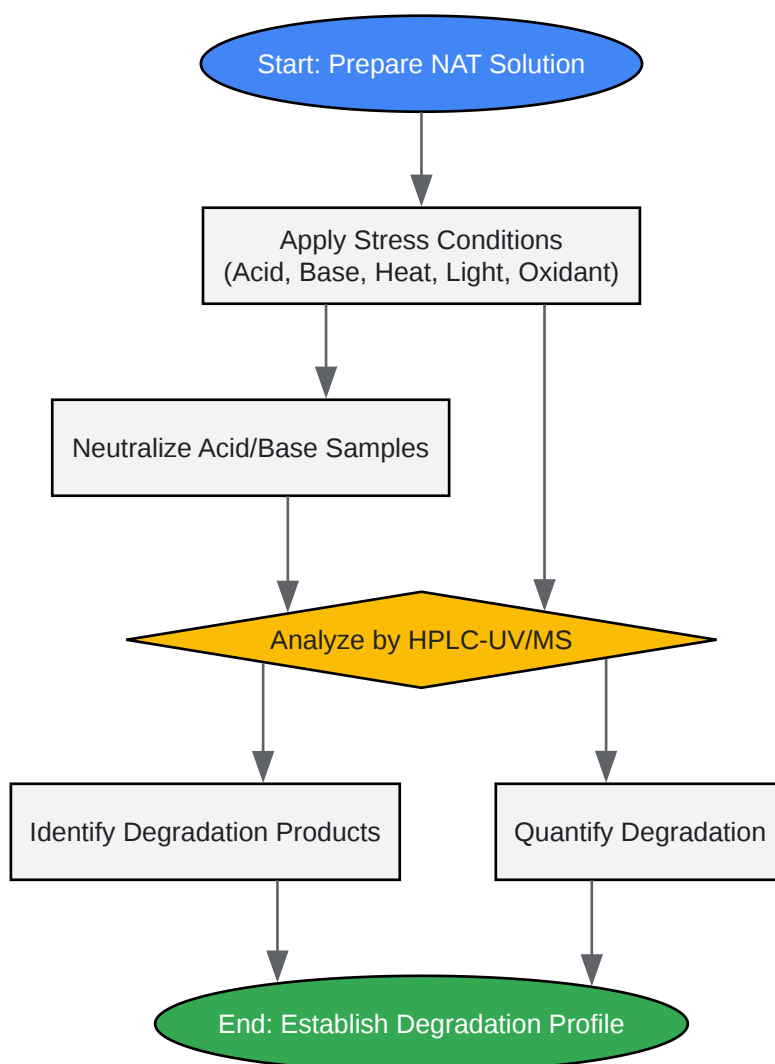 Start: Prepare NAT Solution
Apply Stress Conditions
(Acid, Base, Heat, Light, Oxidant)
Neutralize Acid/Base Samples
Analyze by HPLC-UV/MS
Identify Degradation Products
Quantify Degradation
End: Establish Degradation Profile